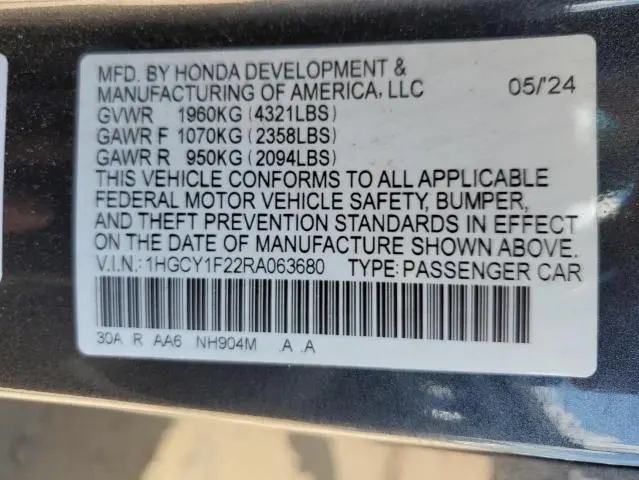 MFD. BY HONDA DEVELOPMENT &
MANUFACTURING OF AMERICA, LLC 05/'24
GVWR 1960KG (4321LBS)
GAWR F 1070KG (2358LBS)
GAWR R 950KG (2094LBS)
THIS VEHICLE CONFORMS TO ALL APPLICABLE
FEDERAL MOTOR VEHICLE SAFETY, BUMPER,
AND THEFT PREVENTION STANDARDS IN EFFECT
ON THE DATE OF MANUFACTURE SHOWN ABOVE.
V.I.N.: 1HGCY1F22RA063680 TYPE: PASSENGER CAR
30A R AA6 NH904M .A .A